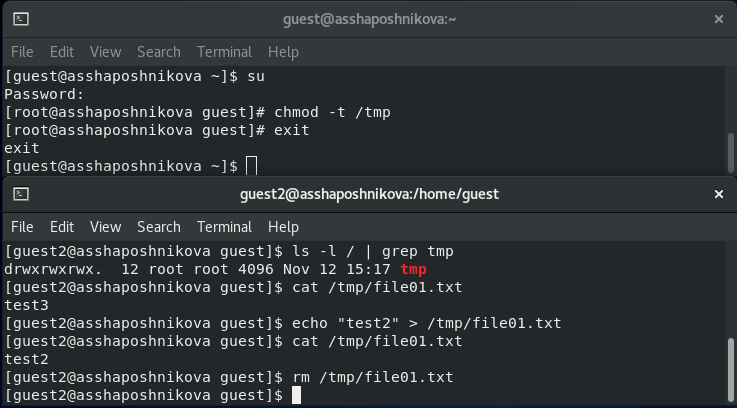 guest@asshaposhnikova:~
File Edit View Search Terminal Help
[guest@asshaposhnikova ~]$ su
Password:
[root@asshaposhnikova guest]# chmod -t /tmp
[root@asshaposhnikova guest]# exit
exit
[guest@asshaposhnikova ~]$
guest2@asshaposhnikova:/home/guest
File Edit View Search Terminal Help
[guest2@asshaposhnikova guest]$ ls -l / | grep tmp
drwxrwxrwx.  12 root root 4096 Nov 12 15:17 tmp
[guest2@asshaposhnikova guest]$ cat /tmp/file01.txt
test3
[guest2@asshaposhnikova guest]$ echo "test2" > /tmp/file01.txt
[guest2@asshaposhnikova guest]$ cat /tmp/file01.txt
test2
[guest2@asshaposhnikova guest]$ rm /tmp/file01.txt
[guest2@asshaposhnikova guest]$